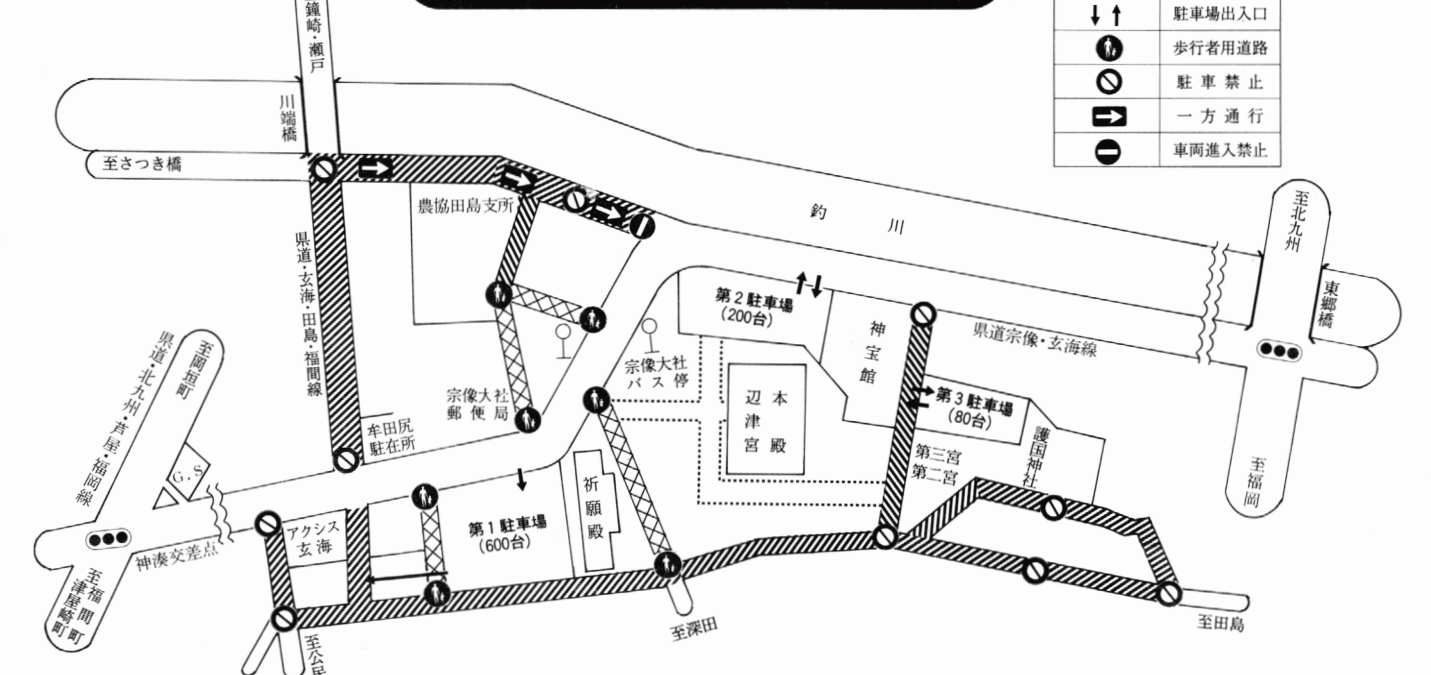 鐘崎・瀬戸
駐車場出入口
歩行者用道路
駐車禁止
一方通行
車両進入禁止
川端橋
至さつき橋
農協田島支所
釣川
至北九州
東郷橋
県道・玄海・田島・福間線
第2駐車場
(200台)
神宝館
県道宗像・玄海線
至岡垣町
県道・北九州・芦屋・福岡線
宗像大社
バス停
宗像大社
郵便局
辺津宮
本殿
第3駐車場
(80台)
護国神社
牟田尻
駐在所
G.S
第三宮
第二宮
至福岡
祈願殿
第1駐車場
(600台)
アクシス
玄海
神湊交差点
至福間町
津屋崎町
至公民
至深田
至田島